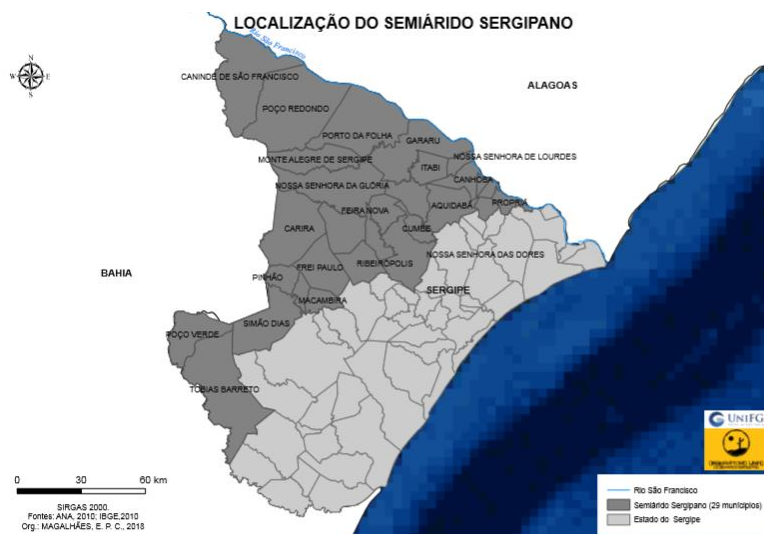 LOCALIZAÇÃO DO SEMIÁRIDO SERGIPANO
Rio São Francisco
N
W E
S
CANINDE DE SÃO FRANCISCO
ALAGOAS
POÇO REDONDO
PORTO DA FOLHA
GARARU
MONTE ALEGRE DE SERGIPE
NOSSA SENHORA DE LOURDES
ITABI
CANHOBA
NOSSA SENHORA DA GLÓRIA
AQUIDABÃ
PROPRIÁ
FEIRA NOVA
CARIRA
CUMBE
NOSSA SENHORA DAS DORES
BAHIA
PINHÃO
FREI PAULO
RIBEIRÓPOLIS
SERGIPE
MACAMBIRA
SIMÃO DIAS
POÇO VERDE
TOBIAS BARRETO
UNIFG
0 30 60 km
SIRGAS 2000.
Fontes: ANA, 2010; IBGE,2010
Org.: MAGALHÃES, E. P. C., 2018
Rio São Francisco
Semiárido Sergipano (29 municípios)
Estado do Sergipe